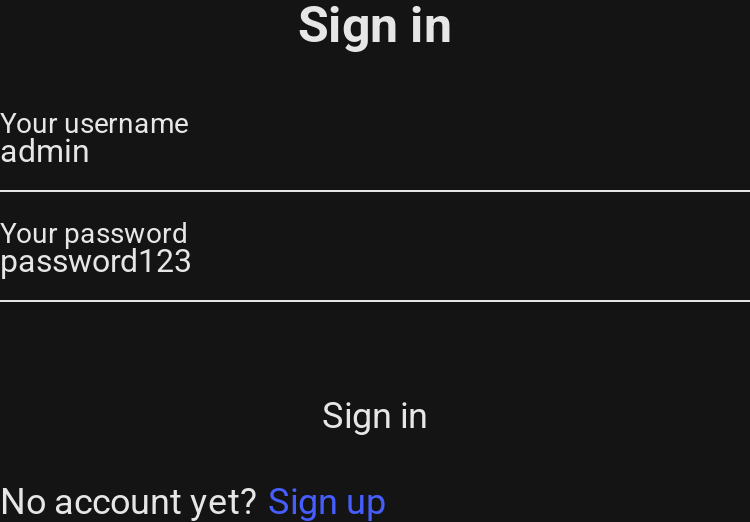 Sign in
Your username
admin
Your password
password123
Sign in
No account yet? Sign up